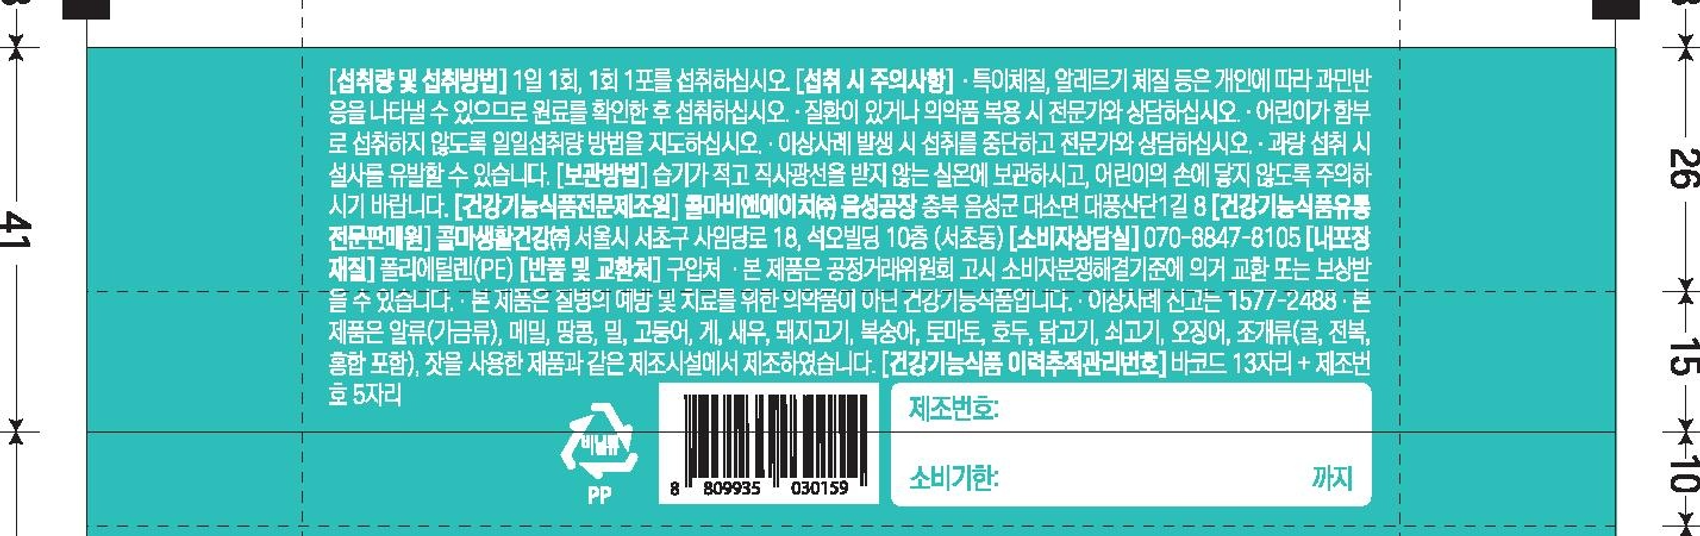 [섭취량 및 섭취방법] 1일 1회, 1회 1포를 섭취하십시오. [섭취 시 주의사항] · 특이체질, 알레르기 체질 등은 개인에 따라 과민반
응을 나타낼 수 있으므로 원료를 확인한 후 섭취하십시오. · 질환이 있거나 의약품 복용 시 전문가와 상담하십시오. · 어린이가 함부
로 섭취하지 않도록 일일섭취량 방법을 지도하십시오. · 이상사례 발생 시 섭취를 중단하고 전문가와 상담하십시오. · 과량 섭취 시
설사를 유발할 수 있습니다. [보관방법] 습기가 적고 직사광선을 받지 않는 실온에 보관하시고, 어린이의 손에 닿지 않도록 주의하
시기 바랍니다. [건강기능식품전문제조원] 콜마비앤에이치㈜ 음성공장 충북 음성군 대소면 대풍산단1길 8 [건강기능식품유통
전문판매원] 콜마생활건강㈜ 서울시 서초구 사임당로 18, 석오빌딩 10층 (서초동) [소비자상담실] 070-8847-8105 [내포장
재질] 폴리에틸렌(PE) [반품 및 교환처] 구입처 · 본 제품은 공정거래위원회 고시 소비자분쟁해결기준에 의거 교환 또는 보상받
을 수 있습니다. · 본 제품은 질병의 예방 및 치료를 위한 의약품이 아닌 건강기능식품입니다. · 이상사례 신고는 1577-2488 · 본
제품은 알류(가금류), 메밀, 땅콩, 밀, 고등어, 게, 새우, 돼지고기, 복숭아, 토마토, 호두, 닭고기, 쇠고기, 오징어, 조개류(굴, 전복,
홍합 포함), 잣을 사용한 제품과 같은 제조시설에서 제조하였습니다. [건강기능식품 이력추적관리번호] 바코드 13자리 + 제조번
호 5자리
비닐류
PP
8 809935 030159
제조번호:
소비기한: 까지
41
26
15
10